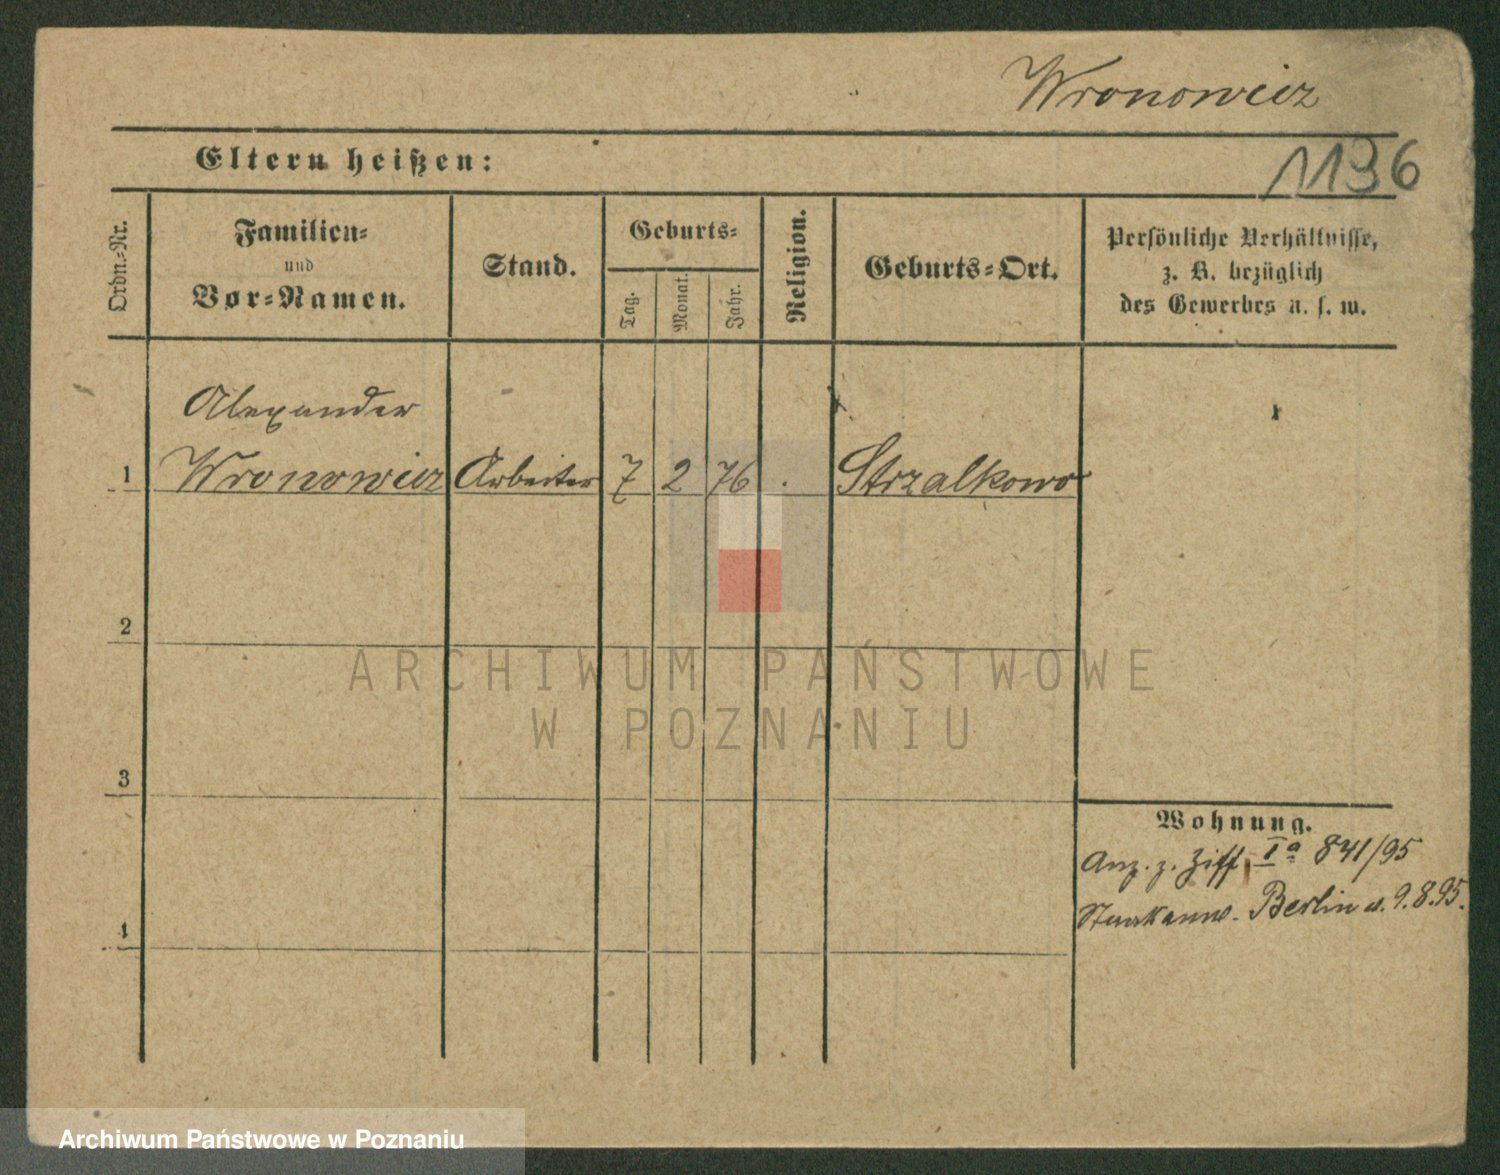 Wronowicz
Eltern heißen:
1136
Ordn.-Nr.
Familien-
und
Vor-Namen.
Stand.
Geburts-
Tag.
Monat.
Jahr.
Religion.
Geburts-Ort.
Persönliche Verhältnisse,
z. B. bezüglich
des Gewerbes u. s. w.
Alexander
1 Wronowicz Arbeiter 7 2 76 . Strzalkowo
2
3
4
Wohnung.
Anz. z. Ziff. Ia 841/95
Berlin d. 9.8.95.
ARCHIWUM PAŃSTWOWE
W POZNANIU
Archiwum Państwowe w Poznaniu